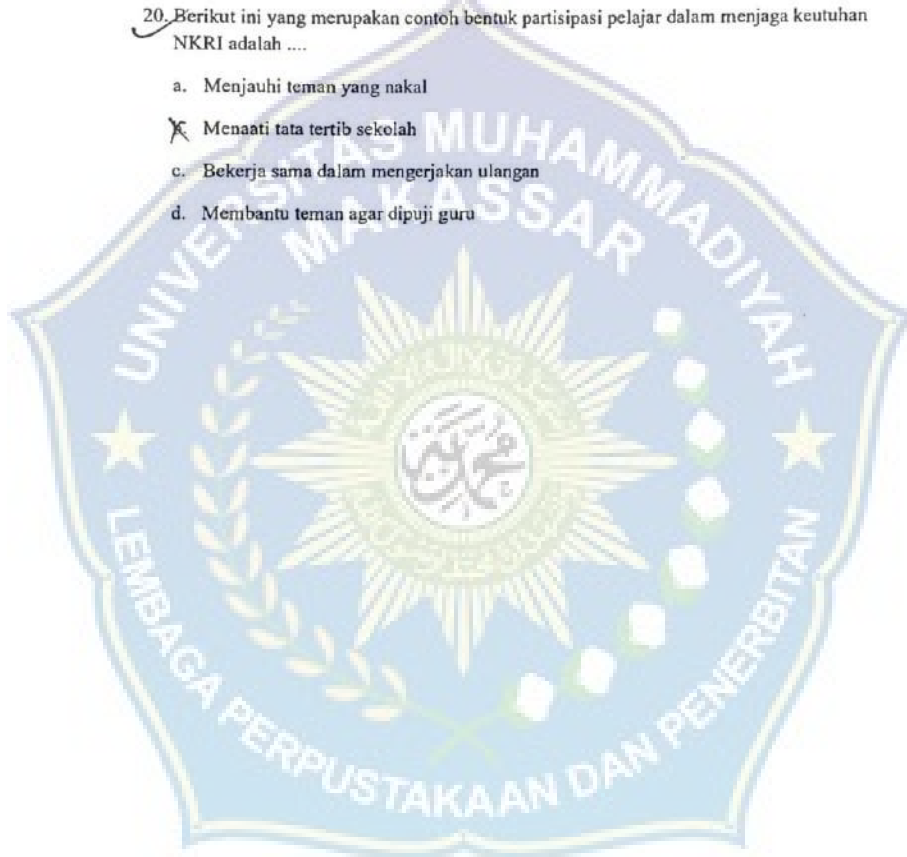 20. Berikut ini yang merupakan contoh bentuk partisipasi pelajar dalam menjaga keutuhan
NKRI adalah ....
a. Menjauhi teman yang nakal
Menaati tata tertib sekolah
c. Bekerja sama dalam mengerjakan ulangan
d. Membantu teman agar dipuji guru
UNIVERSITAS MUHAMMADIYAH
MAKASSAR
محمد
LEMBAGA PERPUSTAKAAN DAN PENERBITAN